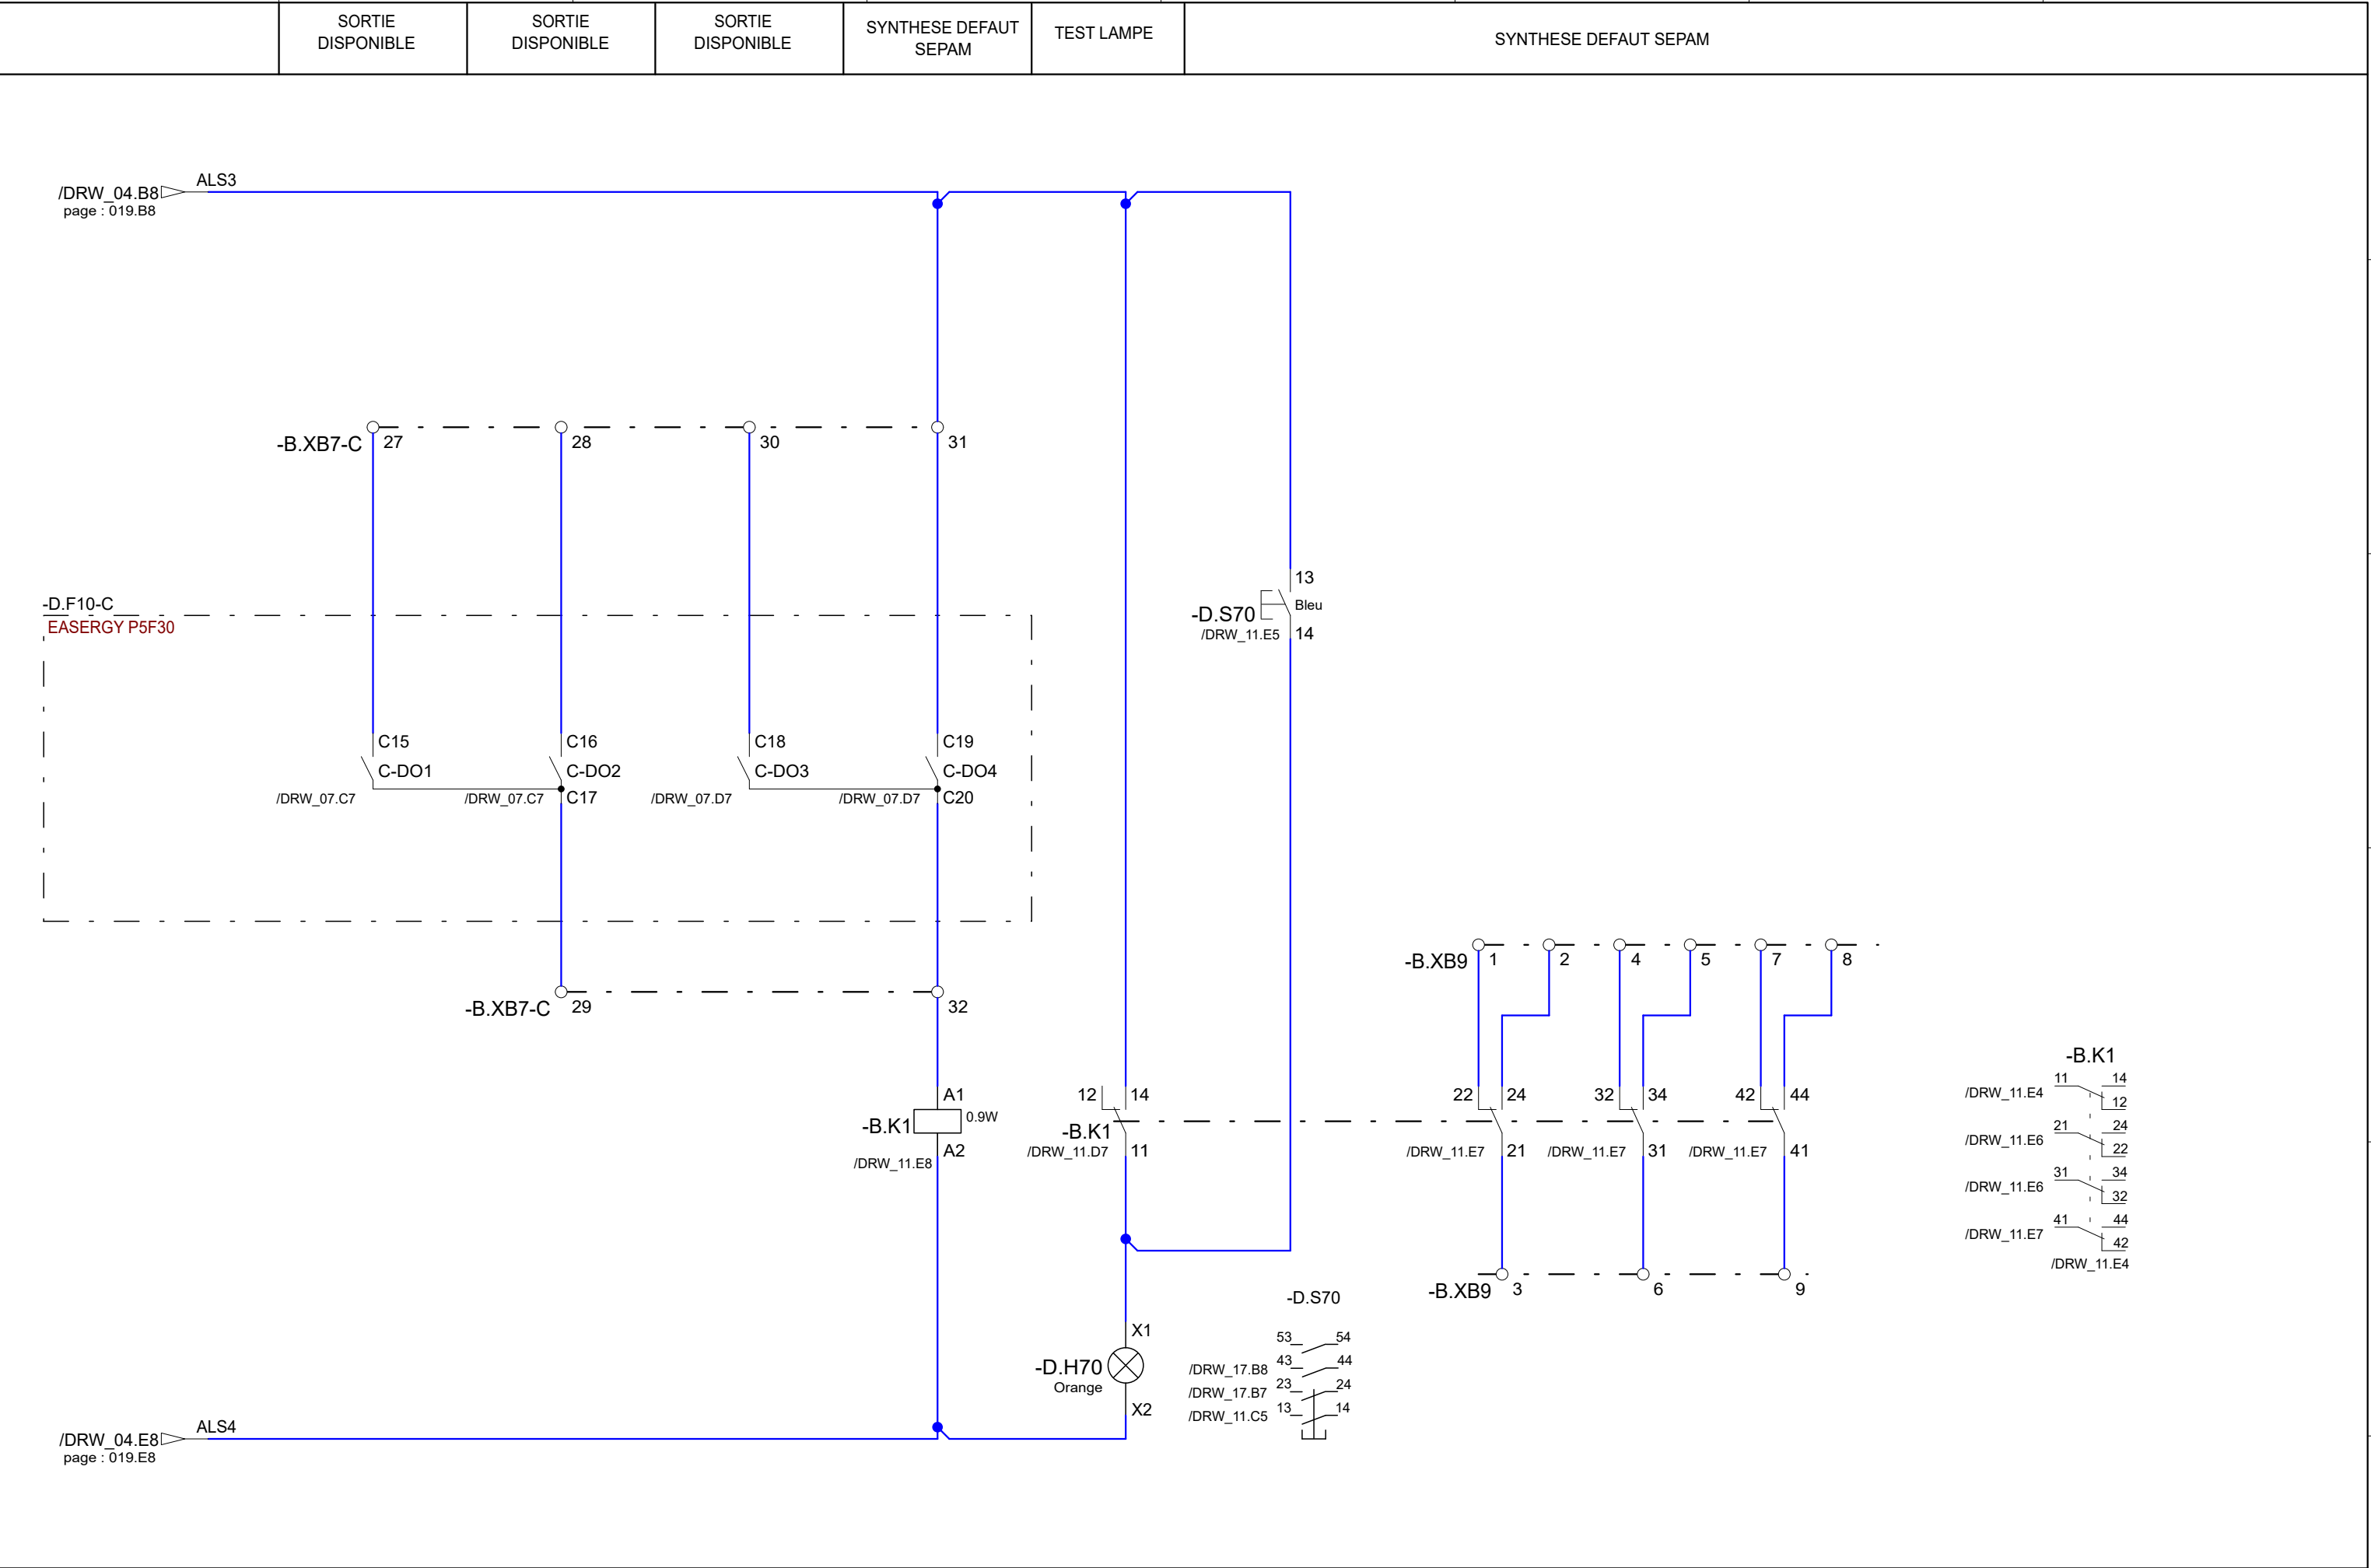 SORTIE
DISPONIBLE
SORTIE
DISPONIBLE
SORTIE
DISPONIBLE
SYNTHESE DEFAUT
SEPAM
TEST LAMPE
SYNTHESE DEFAUT SEPAM
/DRW_04.B8
page : 019.B8
ALS3
-B.XB7-C
27
28
30
31
-D.F10-C
EASERGY P5F30
13
Bleu
-D.S70
/DRW_11.E5
14
C15
C-DO1
/DRW_07.C7
C16
C-DO2
/DRW_07.C7
C17
C18
C-DO3
/DRW_07.D7
C19
C-DO4
/DRW_07.D7
C20
-B.XB7-C
29
32
-B.XB9
1
2
4
5
7
8
A1
-B.K1
0.9W
A2
/DRW_11.E8
12
14
-B.K1
/DRW_11.D7
11
22
24
/DRW_11.E7
21
32
34
/DRW_11.E7
31
42
44
/DRW_11.E7
41
-B.XB9
3
6
9
-B.K1
/DRW_11.E4
11
14
12
/DRW_11.E6
21
24
22
/DRW_11.E6
31
34
32
/DRW_11.E7
41
44
42
/DRW_11.E4
X1
-D.H70
Orange
X2
-D.S70
53
54
/DRW_17.B8
43
44
/DRW_17.B7
23
24
/DRW_11.C5
13
14
/DRW_04.E8
page : 019.E8
ALS4